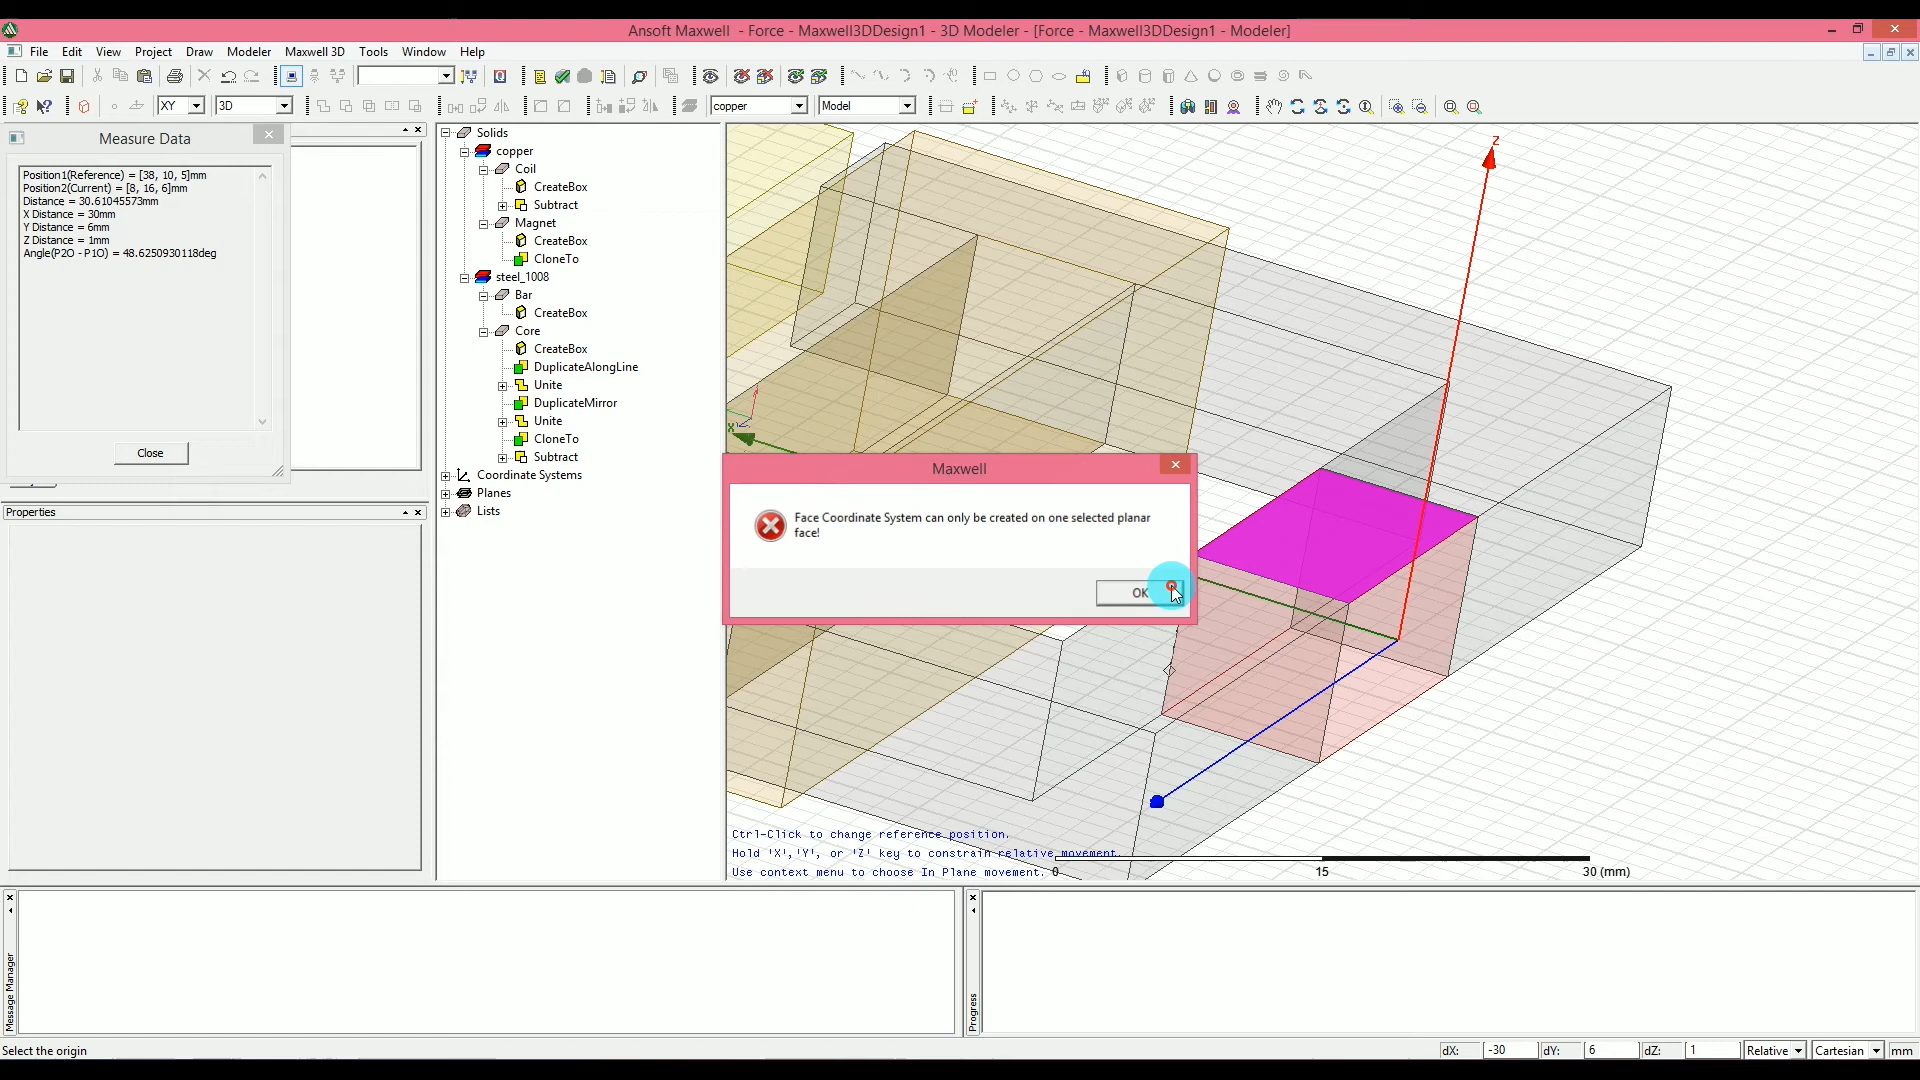 Ansoft Maxwell - Force - Maxwell3DDesign1 - 3D Modeler - [Force - Maxwell3DDesign1 - Modeler]
File Edit View Project Draw Modeler Maxwell 3D Tools Window Help
XY 3D copper Model
Measure Data
Position1(Reference) = [38, 10, 5]mm
Position2(Current) = [8, 16, 6]mm
Distance = 30.61045573mm
X Distance = 30mm
Y Distance = 6mm
Z Distance = 1mm
Angle(P2O - P1O) = 48.6250930118deg
Close
Properties
Solids
copper
Coil
CreateBox
Subtract
Magnet
CreateBox
CloneTo
steel_1008
Bar
CreateBox
Core
CreateBox
DuplicateAlongLine
Unite
DuplicateMirror
Unite
CloneTo
Subtract
Coordinate Systems
Planes
Lists
Z
X
Maxwell
Face Coordinate System can only be created on one selected planar
face!
OK
Ctrl-Click to change reference position.
Hold 'X','Y', or 'Z' key to constrain relative movement.
Use context menu to choose In Plane movement.
0 15 30 (mm)
Message Manager
Progress
Select the origin
dX: -30 dY: 6 dZ: 1 Relative Cartesian mm